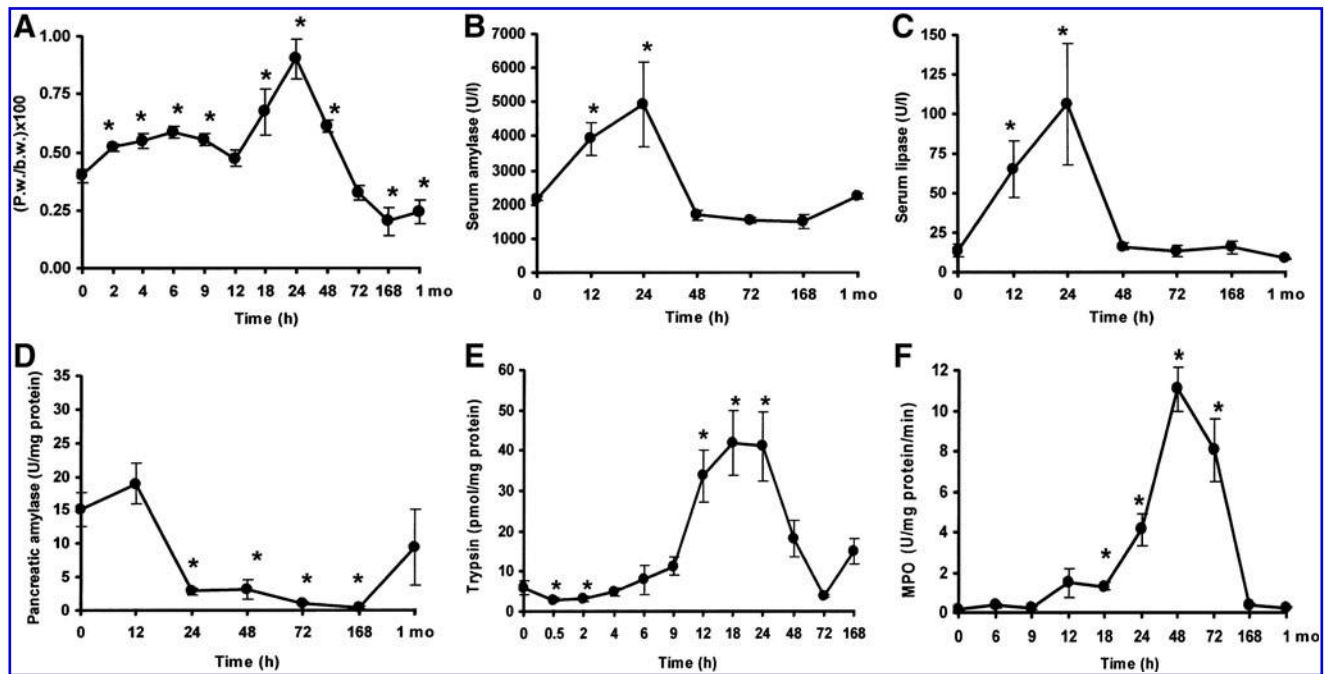 A
(P.w./b.w.)x100
1.00
0.75
0.50
0.25
0.00
* * * * * * * * *
0 2 4 6 9 12 18 24 48 72 168 1 mo
Time (h)
B
Serum amylase (U/l)
7000
6000
5000
4000
3000
2000
1000
0
* *
0 12 24 48 72 168 1 mo
Time (h)
C
Serum lipase (U/l)
150
125
100
75
50
25
0
* *
0 12 24 48 72 168 1 mo
Time (h)
D
Pancreatic amylase (U/mg protein)
35
30
25
20
15
10
5
0
* * * *
0 12 24 48 72 168 1 mo
Time (h)
E
Trypsin (pmol/mg protein)
60
50
40
30
20
10
0
* * * * *
0 0.5 2 4 6 9 12 18 24 48 72 168
Time (h)
F
MPO (U/mg protein/min)
12
10
8
6
4
2
0
* * * *
0 6 9 12 18 24 48 72 168 1 mo
Time (h)